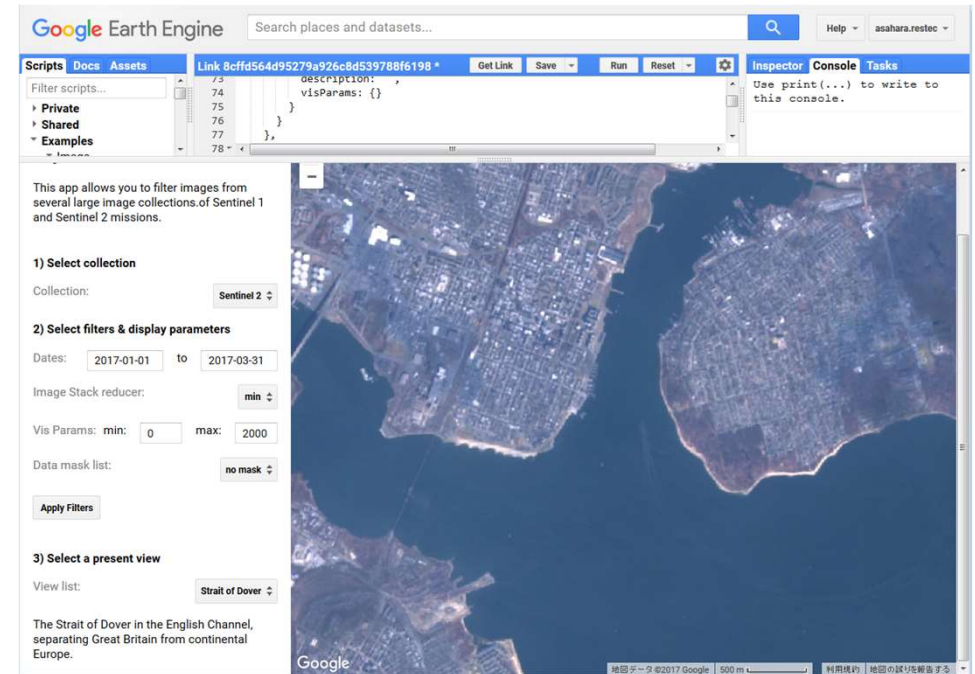 Google Earth Engine
Search places and datasets...
Help
asahara.restec
Scripts Docs Assets
Filter scripts...
Private
Shared
Examples
Image
Link 8cffd564d95279a926c8d539788f6198 *
Get Link Save Run Reset
73 description: '',
74 visParams: {}
75 }
76 }
77 },
78
Inspector Console Tasks
Use print(...) to write to
this console.
This app allows you to filter images from
several large image collections.of Sentinel 1
and Sentinel 2 missions.
1) Select collection
Collection: Sentinel 2
2) Select filters & display parameters
Dates: 2017-01-01 to 2017-03-31
Image Stack reducer: min
Vis Params: min: 0 max: 2000
Data mask list: no mask
Apply Filters
3) Select a present view
View list: Strait of Dover
The Strait of Dover in the English Channel,
separating Great Britain from continental
Europe.
Google
地図データ ©2017 Google 500 m 利用規約 地図の誤りを報告する